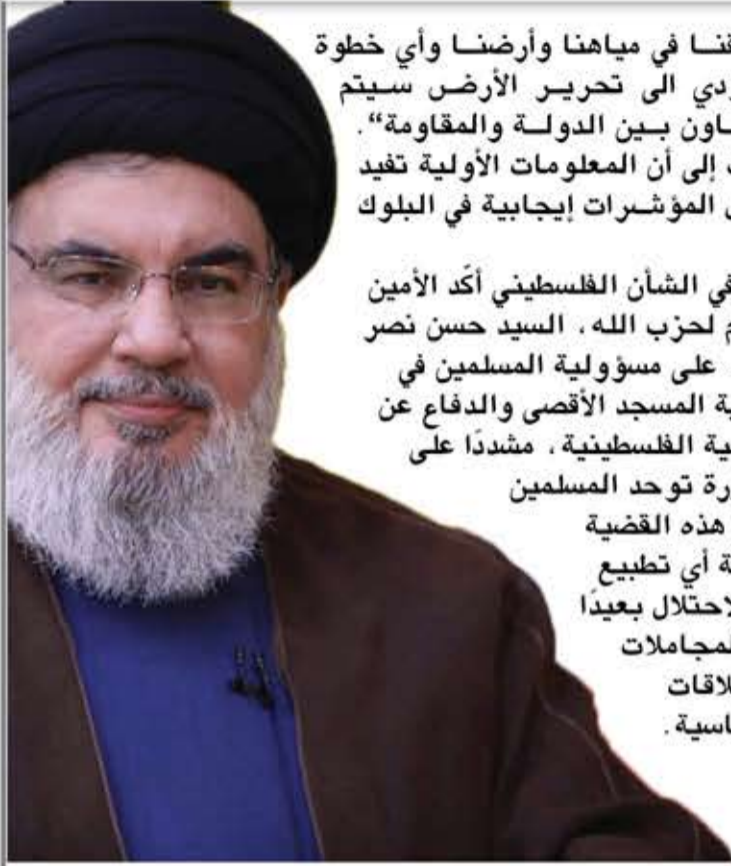 قنا في مياهنا وأرضنا وأي خطوة
دي الى تحرير الأرض سيتم
اون بين الدولة والمقاومة“.
إلى أن المعلومات الأولية تفيد
المؤشرات إيجابية في البلوك
في الشأن الفلسطيني أكّد الأمين
م لحزب الله، السيد حسن نصر
على مسؤولية المسلمين في
ية المسجد الأقصى والدفاع عن
ية الفلسطينية، مشددًا على
رة توحد المسلمين
هذه القضية
ة أي تطبيع
لاحتلال بعيدًا
لمجاملات
لاقات
اسية.